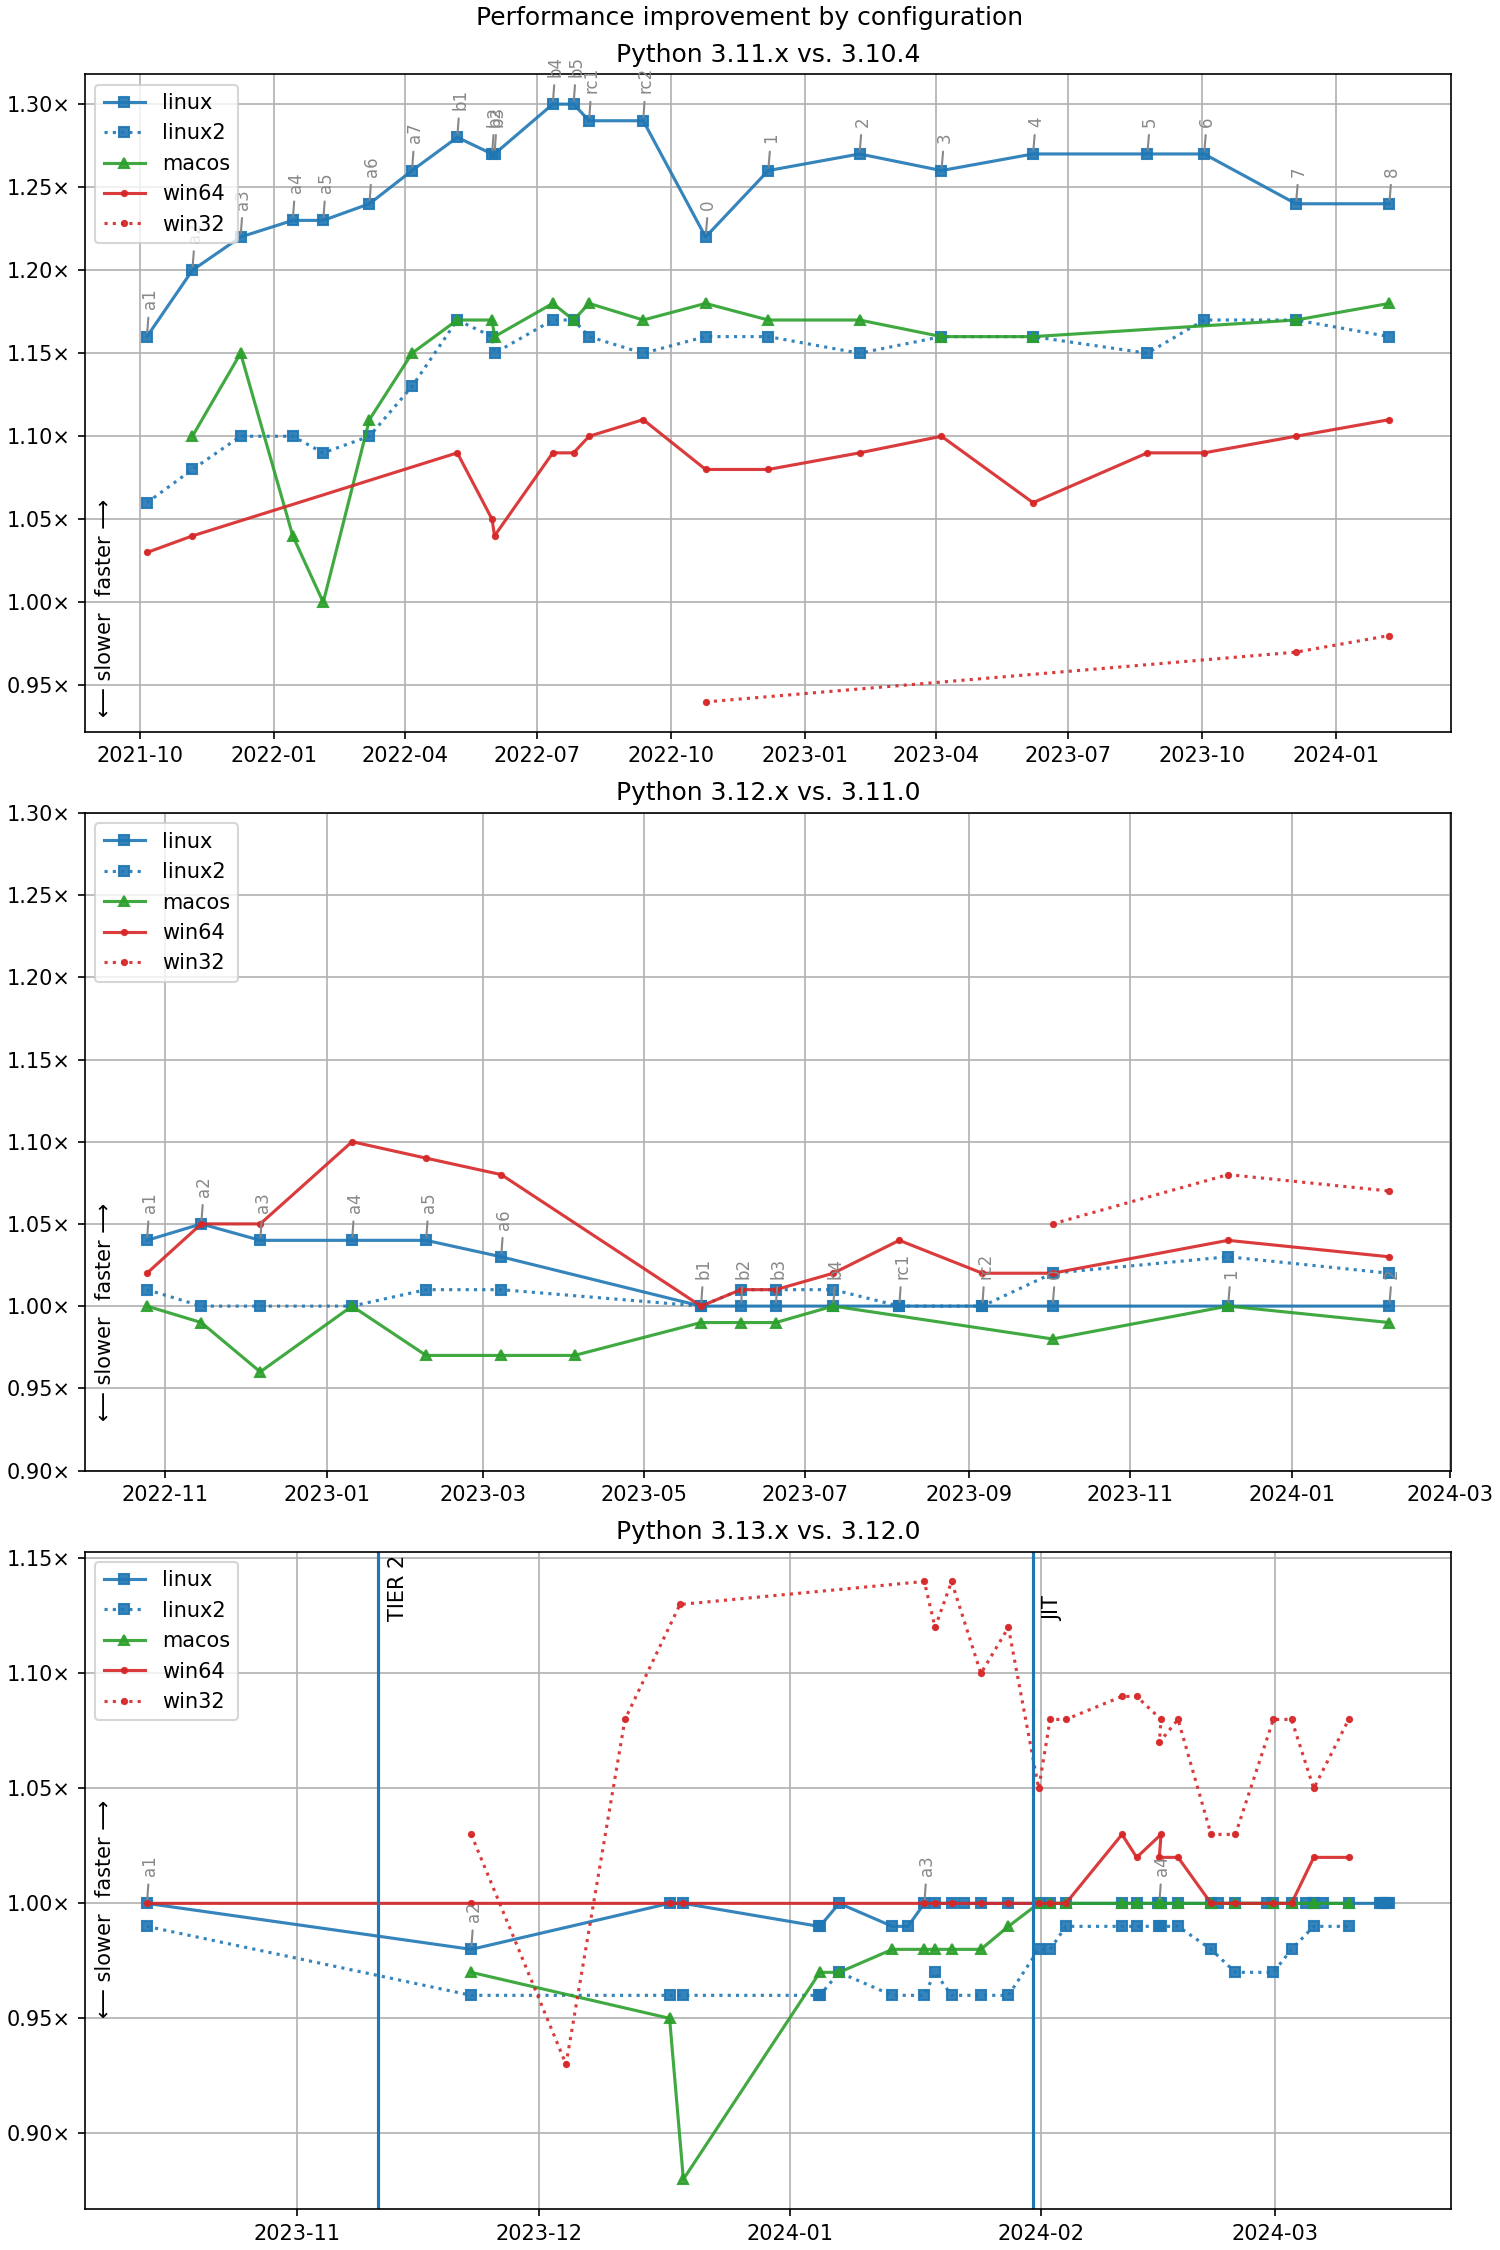 Performance improvement by configuration
Python 3.11.x vs. 3.10.4
1.30×
1.25×
1.20×
1.15×
1.10×
1.05×
1.00×
0.95×
linux
linux2
macos
win64
win32
a1
a3
a4
a5
a6
a7
b1
b2
b3
b4
b5
rc1
rc2
0
1
2
3
4
5
6
7
8
⟵ slower faster ⟶
2021-10 2022-01 2022-04 2022-07 2022-10 2023-01 2023-04 2023-07 2023-10 2024-01
Python 3.12.x vs. 3.11.0
1.30×
1.25×
1.20×
1.15×
1.10×
1.05×
1.00×
0.95×
0.90×
linux
linux2
macos
win64
win32
a1
a2
a3
a4
a5
a6
b1
b2
b3
b4
rc1
rc2
1
⟵ slower faster ⟶
2022-11 2023-01 2023-03 2023-05 2023-07 2023-09 2023-11 2024-01 2024-03
Python 3.13.x vs. 3.12.0
1.15×
1.10×
1.05×
1.00×
0.95×
0.90×
linux
linux2
macos
win64
win32
TIER 2
JIT
a1
a2
a3
a4
⟵ slower faster ⟶
2023-11 2023-12 2024-01 2024-02 2024-03